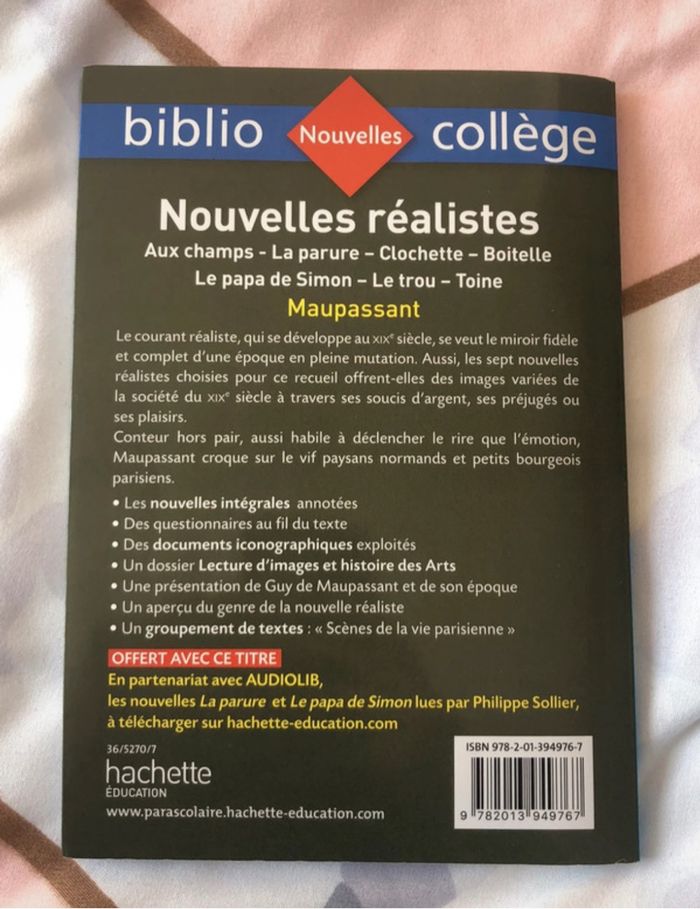 biblio Nouvelles collège
Nouvelles réalistes
Aux champs - La parure – Clochette – Boitelle
Le papa de Simon – Le trou – Toine
Maupassant
Le courant réaliste, qui se développe au XIXe siècle, se veut le miroir fidèle
et complet d'une époque en pleine mutation. Aussi, les sept nouvelles
réalistes choisies pour ce recueil offrent-elles des images variées de
la société du XIXe siècle à travers ses soucis d'argent, ses préjugés ou
ses plaisirs.
Conteur hors pair, aussi habile à déclencher le rire que l'émotion,
Maupassant croque sur le vif paysans normands et petits bourgeois
parisiens.
• Les nouvelles intégrales annotées
• Des questionnaires au fil du texte
• Des documents iconographiques exploités
• Un dossier Lecture d'images et histoire des Arts
• Une présentation de Guy de Maupassant et de son époque
• Un aperçu du genre de la nouvelle réaliste
• Un groupement de textes : « Scènes de la vie parisienne »
OFFERT AVEC CE TITRE
En partenariat avec AUDIOLIB,
les nouvelles La parure et Le papa de Simon lues par Philippe Sollier,
à télécharger sur hachette-education.com
36/5270/7
hachette
ÉDUCATION
www.parascolaire.hachette-education.com
ISBN 978-2-01-394976-7
9 782013 949767